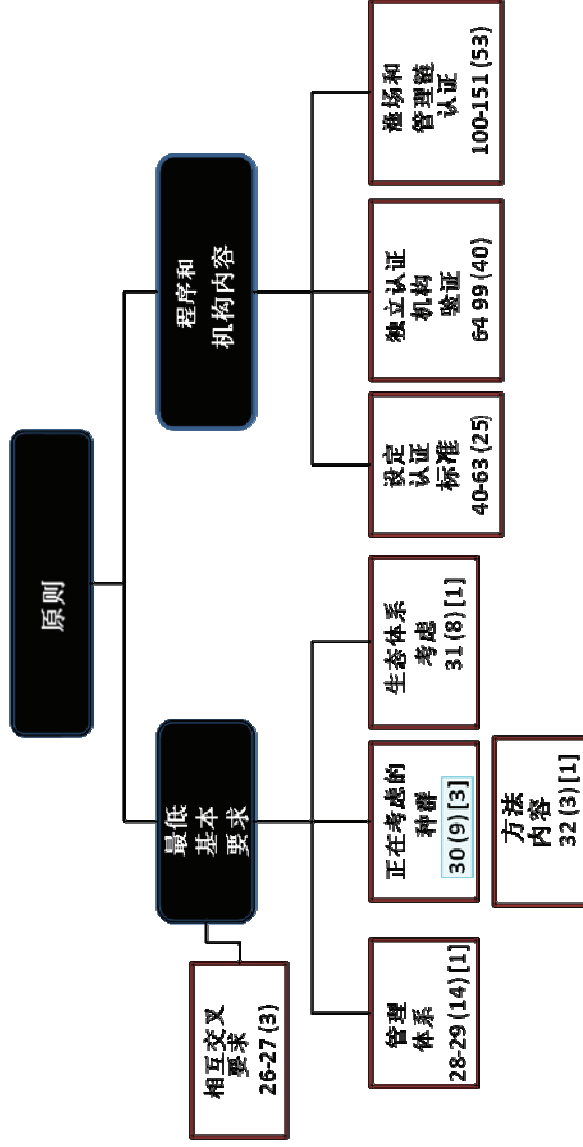 原则
最低
基本
要求
程序和
机构内容
相互交叉
要求
26-27 (3)
管理
体系
28-29 (14) [1]
正在考虑的
种群
30 (9) [3]
生态体系
考虑
31 (8) [1]
方法
内容
32 (3) [1]
设定
认证
标准
40-63 (25)
独立认证
机构
验证
64 99 (40)
渔场和
管理链
认证
100-151 (53)